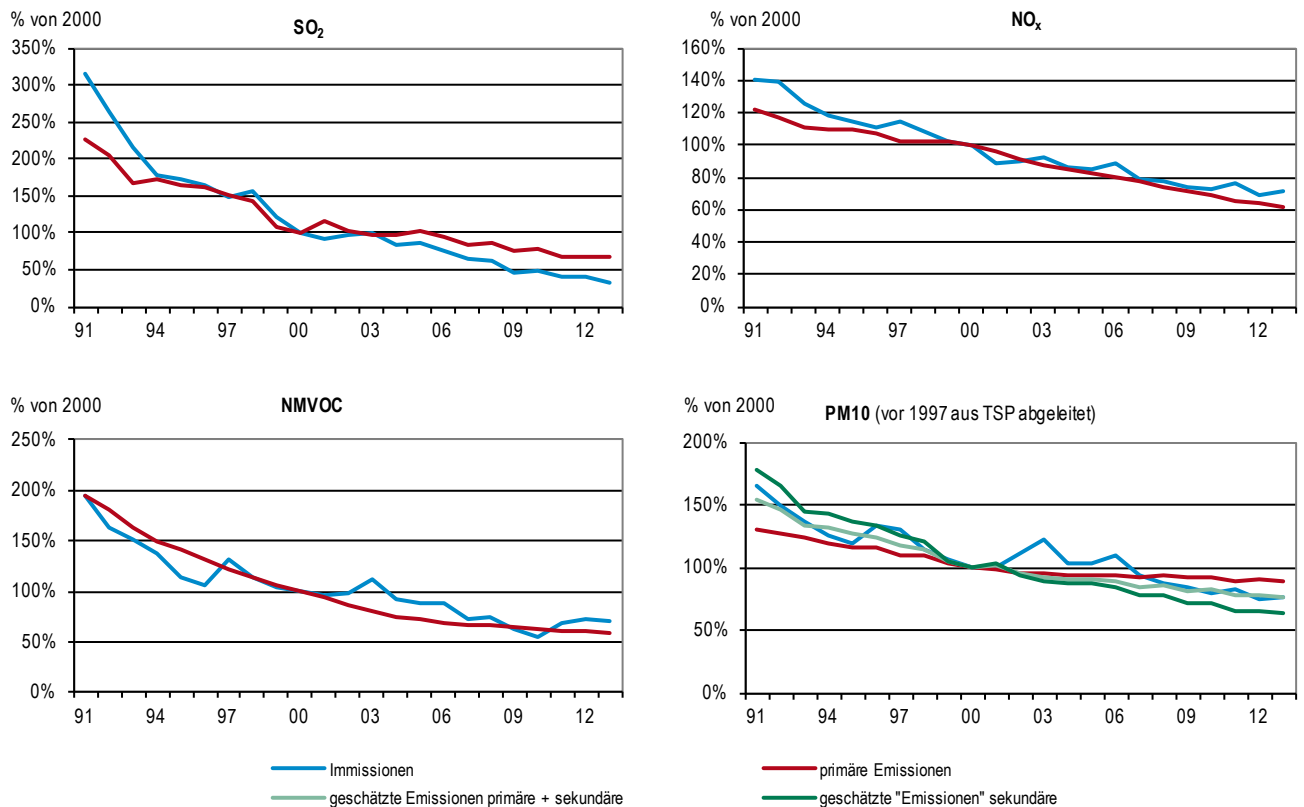 % von 2000
SO₂
350%
300%
250%
200%
150%
100%
50%
0%
91 94 97 00 03 06 09 12
% von 2000
NOₓ
160%
140%
120%
100%
80%
60%
40%
20%
0%
91 94 97 00 03 06 09 12
% von 2000
NMVOC
250%
200%
150%
100%
50%
0%
91 94 97 00 03 06 09 12
% von 2000
PM10 (vor 1997 aus TSP abgeleitet)
200%
150%
100%
50%
0%
91 94 97 00 03 06 09 12
Immissionen
primäre Emissionen
geschätzte Emissionen primäre + sekundäre
geschätzte "Emissionen" sekundäre